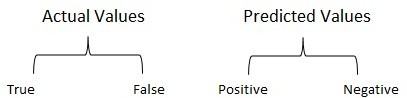 Actual Values Predicted Values
True False Positive Negative